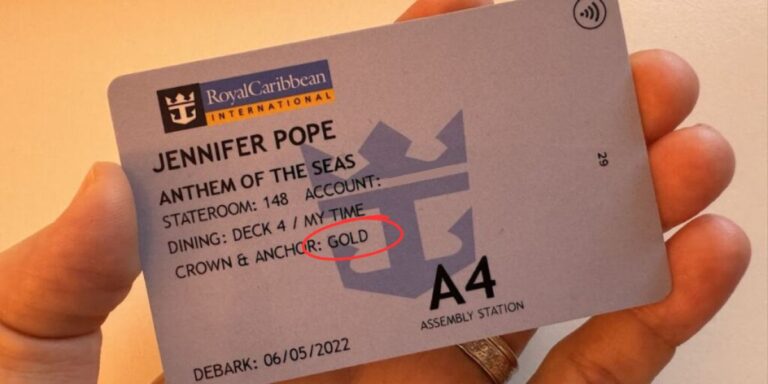 RoyalCaribbean
INTERNATIONAL
JENNIFER POPE
ANTHEM OF THE SEAS
STATEROOM: 148 ACCOUNT:
DINING: DECK 4 / MY TIME
CROWN & ANCHOR: GOLD
A4
ASSEMBLY STATION
DEBARK: 06/05/2022
29